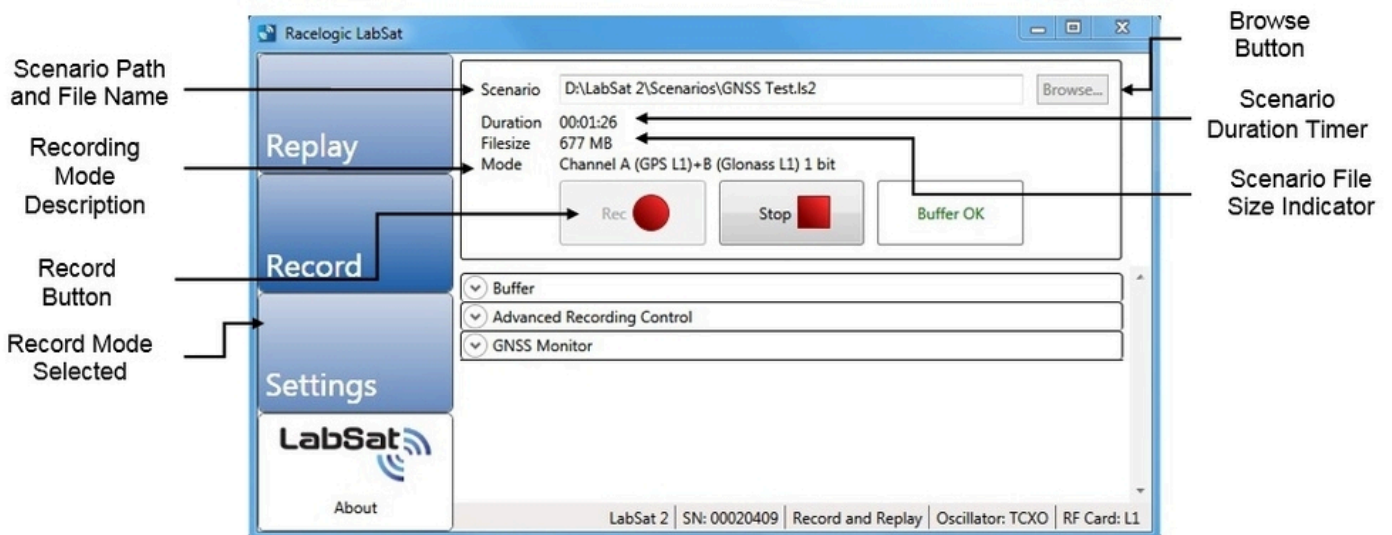 Racelogic LabSat
Browse
Button
Scenario Path
and File Name
Scenario D:\LabSat 2\Scenarios\GNSS Test.ls2 Browse...
Scenario
Duration Timer
Duration 00:01:26
Filesize 677 MB
Mode Channel A (GPS L1)+B (Glonass L1) 1 bit
Replay
Recording
Mode
Description
Scenario File
Size Indicator
Rec Stop Buffer OK
Record
Record
Button
Buffer
Advanced Recording Control
GNSS Monitor
Record Mode
Selected
Settings
LabSat
About
LabSat 2 SN: 00020409 Record and Replay Oscillator: TCXO RF Card: L1